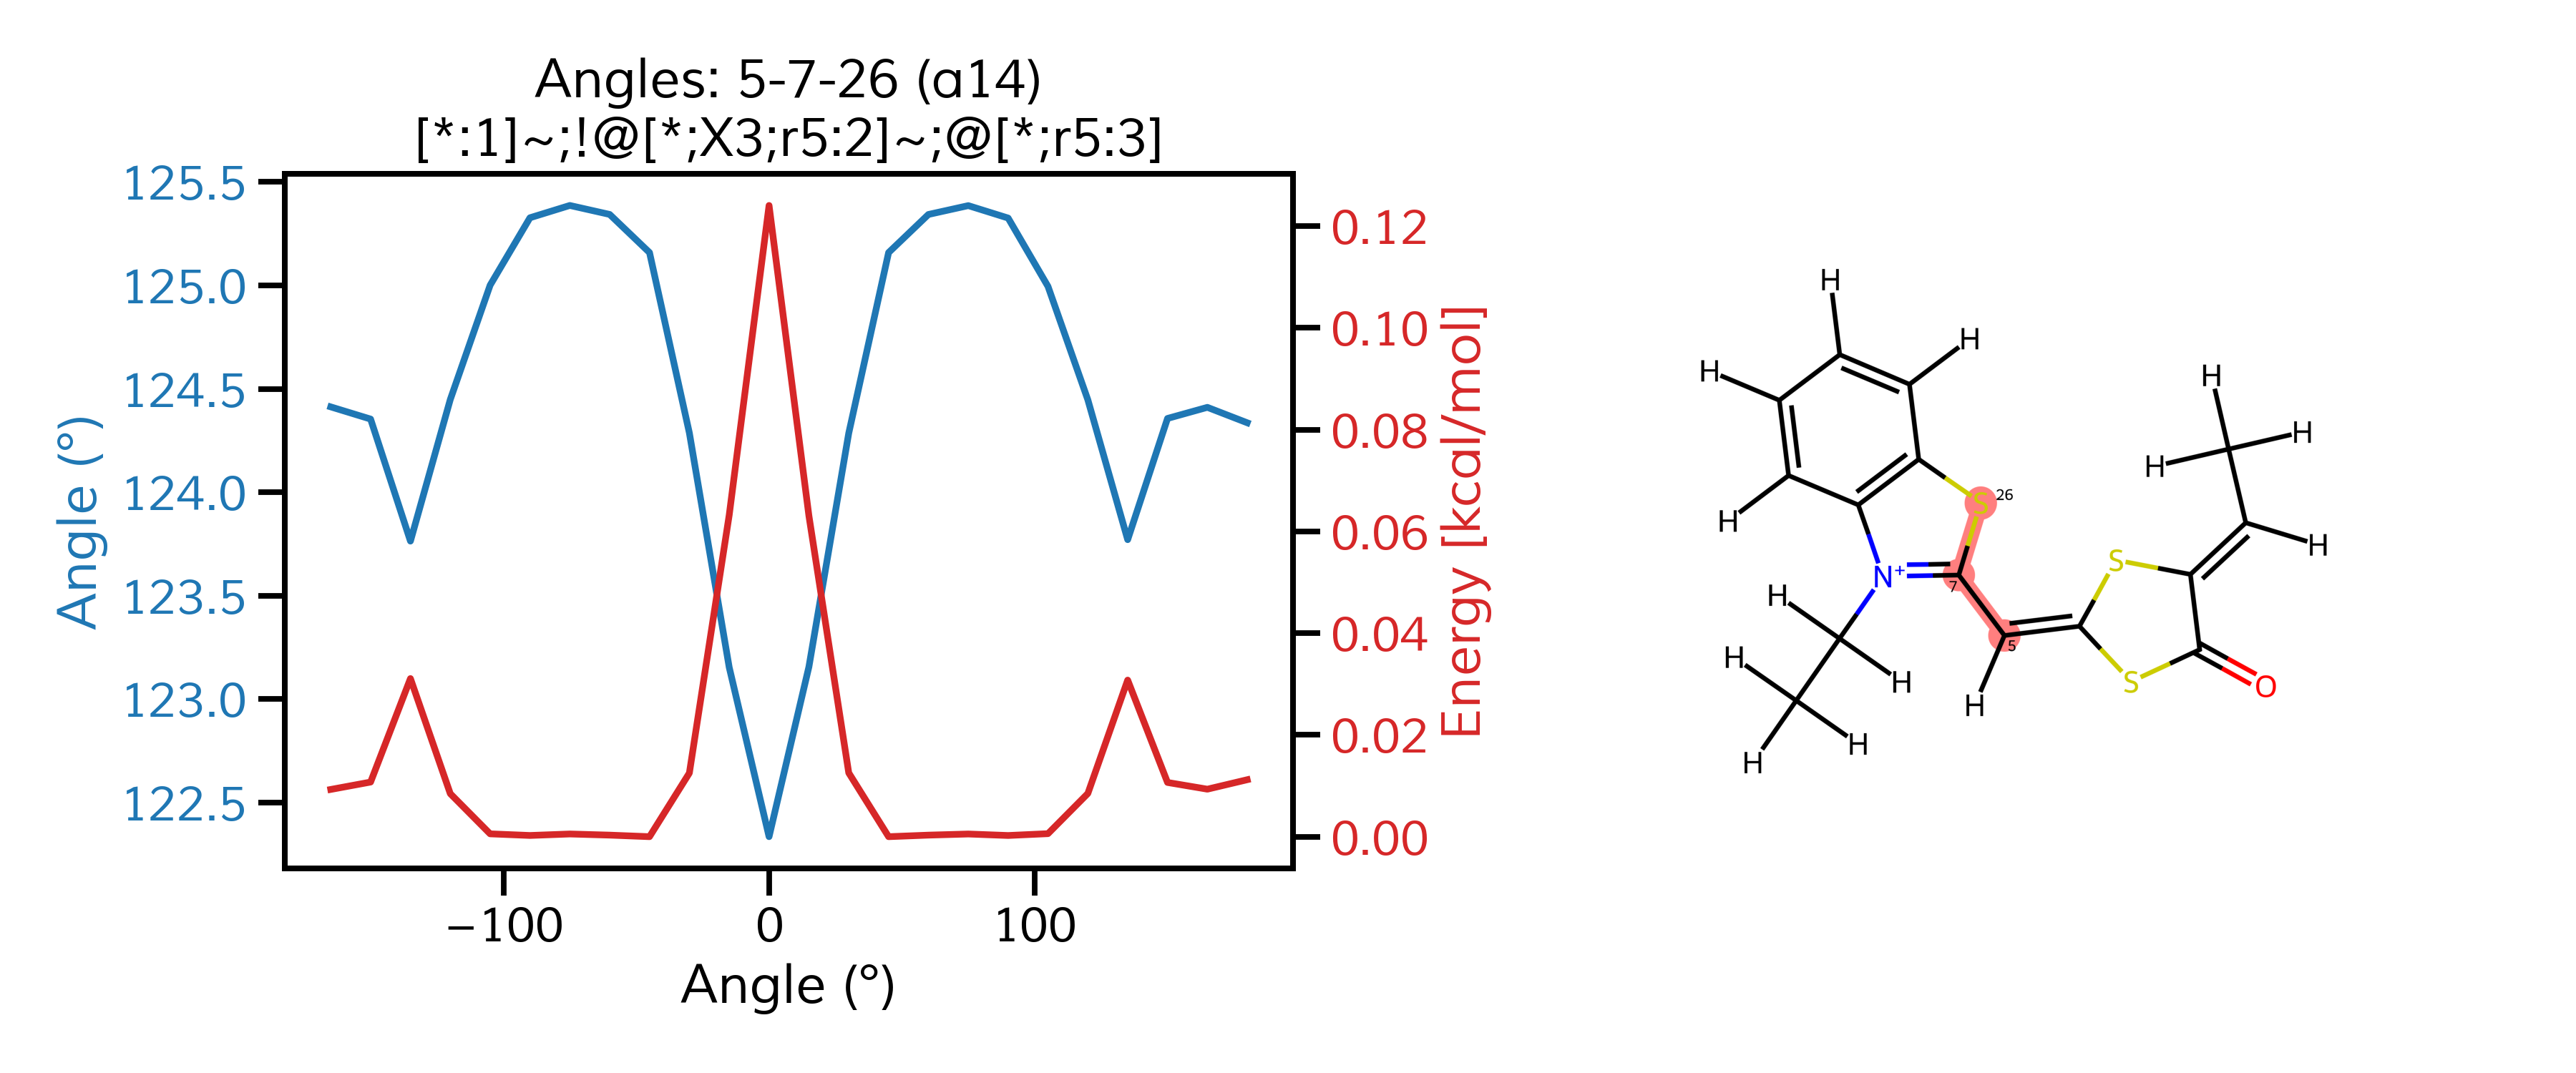 Angles: 5-7-26 (a14)
[*:1]~;!@[*;X3;r5:2]~;@[*;r5:3]
125.5
125.0
124.5
124.0
123.5
123.0
122.5
Angle (°)
0.12
0.10
0.08
0.06
0.04
0.02
0.00
Energy [kcal/mol]
−100
0
100
Angle (°)
H
H
H
H
H
H
H
S
26
H
S
H
N⁺
7
H
5
H
H
S
O
H
H
H